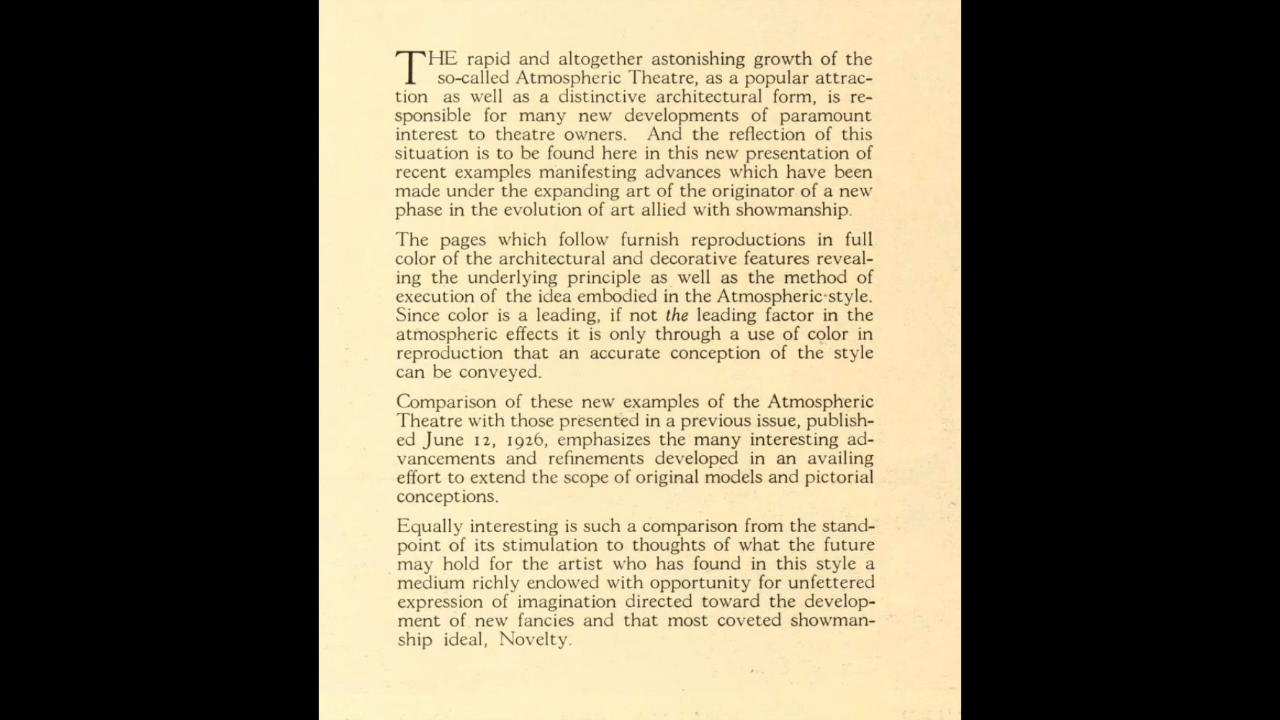 THE rapid and altogether astonishing growth of the
so-called Atmospheric Theatre, as a popular attrac-
tion as well as a distinctive architectural form, is re-
sponsible for many new developments of paramount
interest to theatre owners. And the reflection of this
situation is to be found here in this new presentation of
recent examples manifesting advances which have been
made under the expanding art of the originator of a new
phase in the evolution of art allied with showmanship.
The pages which follow furnish reproductions in full
color of the architectural and decorative features reveal-
ing the underlying principle as well as the method of
execution of the idea embodied in the Atmospheric-style.
Since color is a leading, if not the leading factor in the
atmospheric effects it is only through a use of color in
reproduction that an accurate conception of the style
can be conveyed.
Comparison of these new examples of the Atmospheric
Theatre with those presented in a previous issue, publish-
ed June 12, 1926, emphasizes the many interesting ad-
vancements and refinements developed in an availing
effort to extend the scope of original models and pictorial
conceptions.
Equally interesting is such a comparison from the stand-
point of its stimulation to thoughts of what the future
may hold for the artist who has found in this style a
medium richly endowed with opportunity for unfettered
expression of imagination directed toward the develop-
ment of new fancies and that most coveted showman-
ship ideal, Novelty.